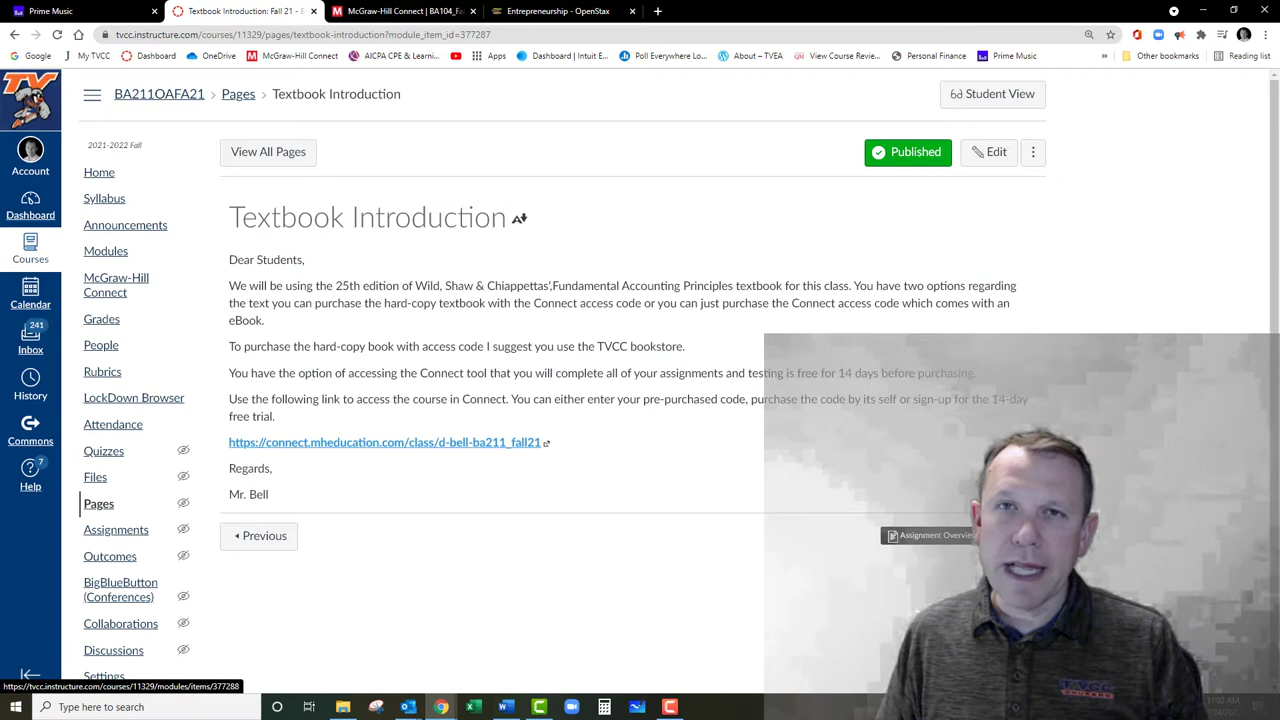 Prime Music
Textbook Introduction: Fall 21 -
McGraw-Hill Connect | BA104_Fa
Entrepreneurship - OpenStax
tvcc.instructure.com/courses/11329/pages/textbook-introduction?module_item_id=377287
Google
My TVCC
Dashboard
OneDrive
McGraw-Hill Connect
AICPA CPE & Learni...
Apps
Dashboard | Intuit E...
Poll Everywhere Lo...
About – TVEA
View Course Revie...
Personal Finance
Prime Music
Other bookmarks
Reading list
TV
BA211OAFA21 > Pages > Textbook Introduction
Student View
2021-2022 Fall
View All Pages
Published
Edit
Account
Dashboard
Courses
Calendar
241
Inbox
History
Commons
7
Help
Home
Syllabus
Announcements
Modules
McGraw-Hill
Connect
Grades
People
Rubrics
LockDown Browser
Attendance
Quizzes
Files
Pages
Assignments
Outcomes
BigBlueButton
(Conferences)
Collaborations
Discussions
Settings
Textbook Introduction
Dear Students,
We will be using the 25th edition of Wild, Shaw & Chiappettas',Fundamental Accounting Principles textbook for this class. You have two options regarding
the text you can purchase the hard-copy textbook with the Connect access code or you can just purchase the Connect access code which comes with an
eBook.
To purchase the hard-copy book with access code I suggest you use the TVCC bookstore.
You have the option of accessing the Connect tool that you will complete all of your assignments and testing is free for 14 days before purchasing.
Use the following link to access the course in Connect. You can either enter your pre-purchased code, purchase the code by its self or sign-up for the 14-day
free trial.
https://connect.mheducation.com/class/d-bell-ba211_fall21
Regards,
Mr. Bell
Previous
Assignment Overview
TVCC
https://tvcc.instructure.com/courses/11329/modules/items/377288
Type here to search
11:02 AM